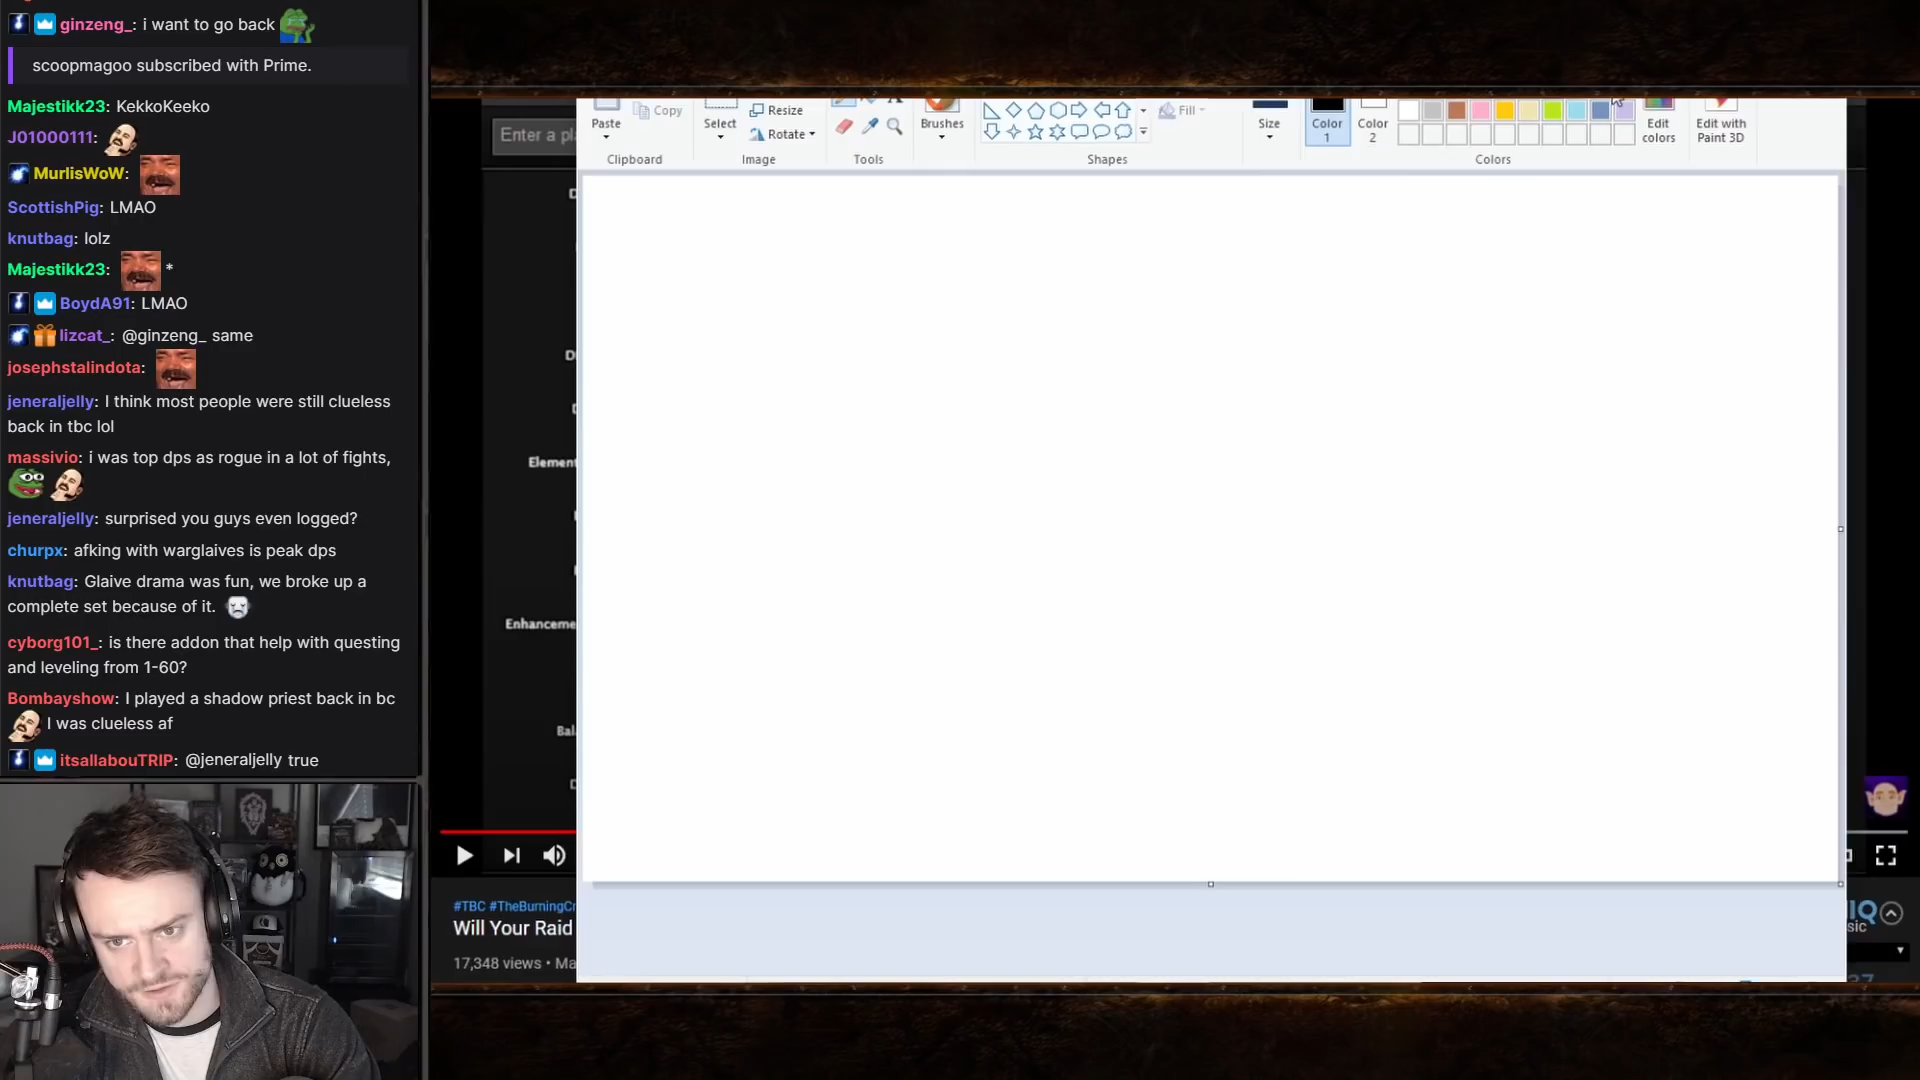 ginzeng_: i want to go back
scoopmagoo subscribed with Prime.
Majestikk23: KekkoKeeko
J01000111:
MurlisWoW:
ScottishPig: LMAO
knutbag: lolz
Majestikk23: *
BoydA91: LMAO
lizcat_: @ginzeng_ same
josephstalindota:
jeneraljelly: I think most people were still clueless
back in tbc lol
massivio: i was top dps as rogue in a lot of fights,
jeneraljelly: surprised you guys even logged?
churpx: afking with warglaives is peak dps
knutbag: Glaive drama was fun, we broke up a
complete set because of it.
cyborg101_: is there addon that help with questing
and leveling from 1-60?
Bombayshow: I played a shadow priest back in bc
I was clueless af
itsallabouTRIP: @jeneraljelly true
Enter a pla
Element
Enhanceme
Bala
Paste
Copy
Clipboard
Select
Resize
Rotate
Image
Tools
Brushes
Shapes
Fill
Size
Color
1
Color
2
Colors
Edit
colors
Edit with
Paint 3D
#TBC #TheBurningCr
Will Your Raid
17,348 views • Ma
IQ
sic